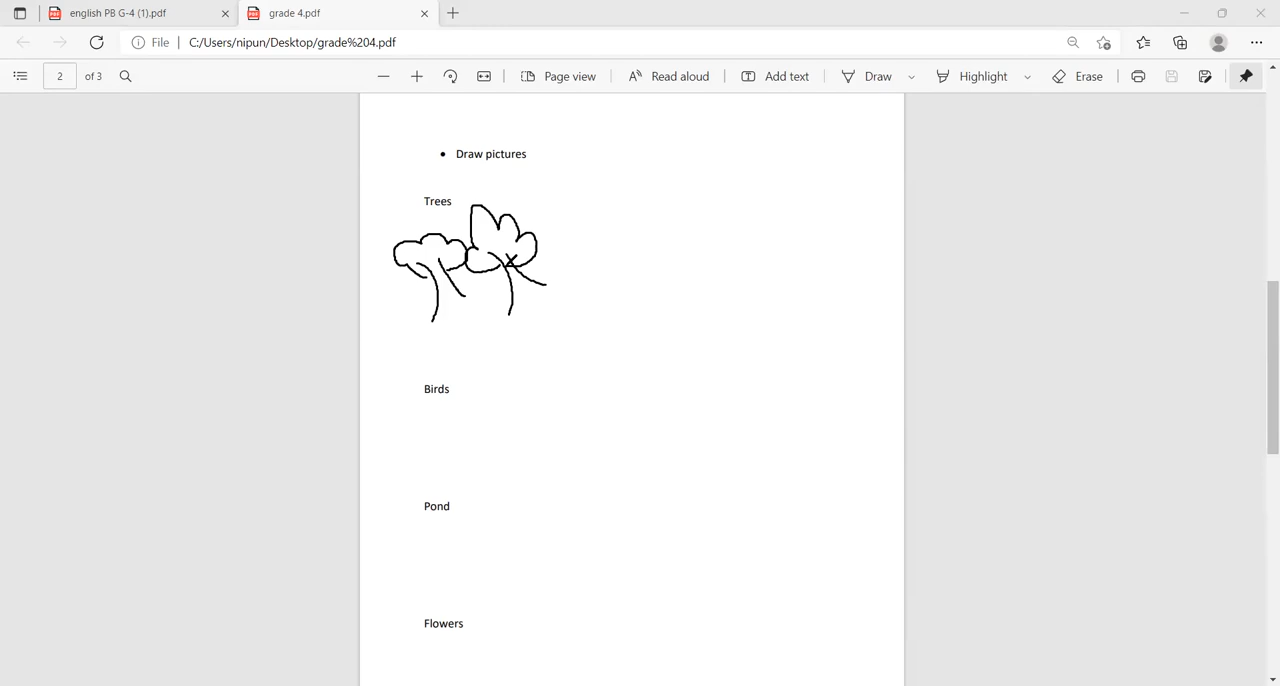 english PB G-4 (1).pdf
grade 4.pdf
File
C:/Users/nipun/Desktop/grade%204.pdf
2 of 3
Page view
Read aloud
Add text
Draw
Highlight
Erase
• Draw pictures
Trees
Birds
Pond
Flowers